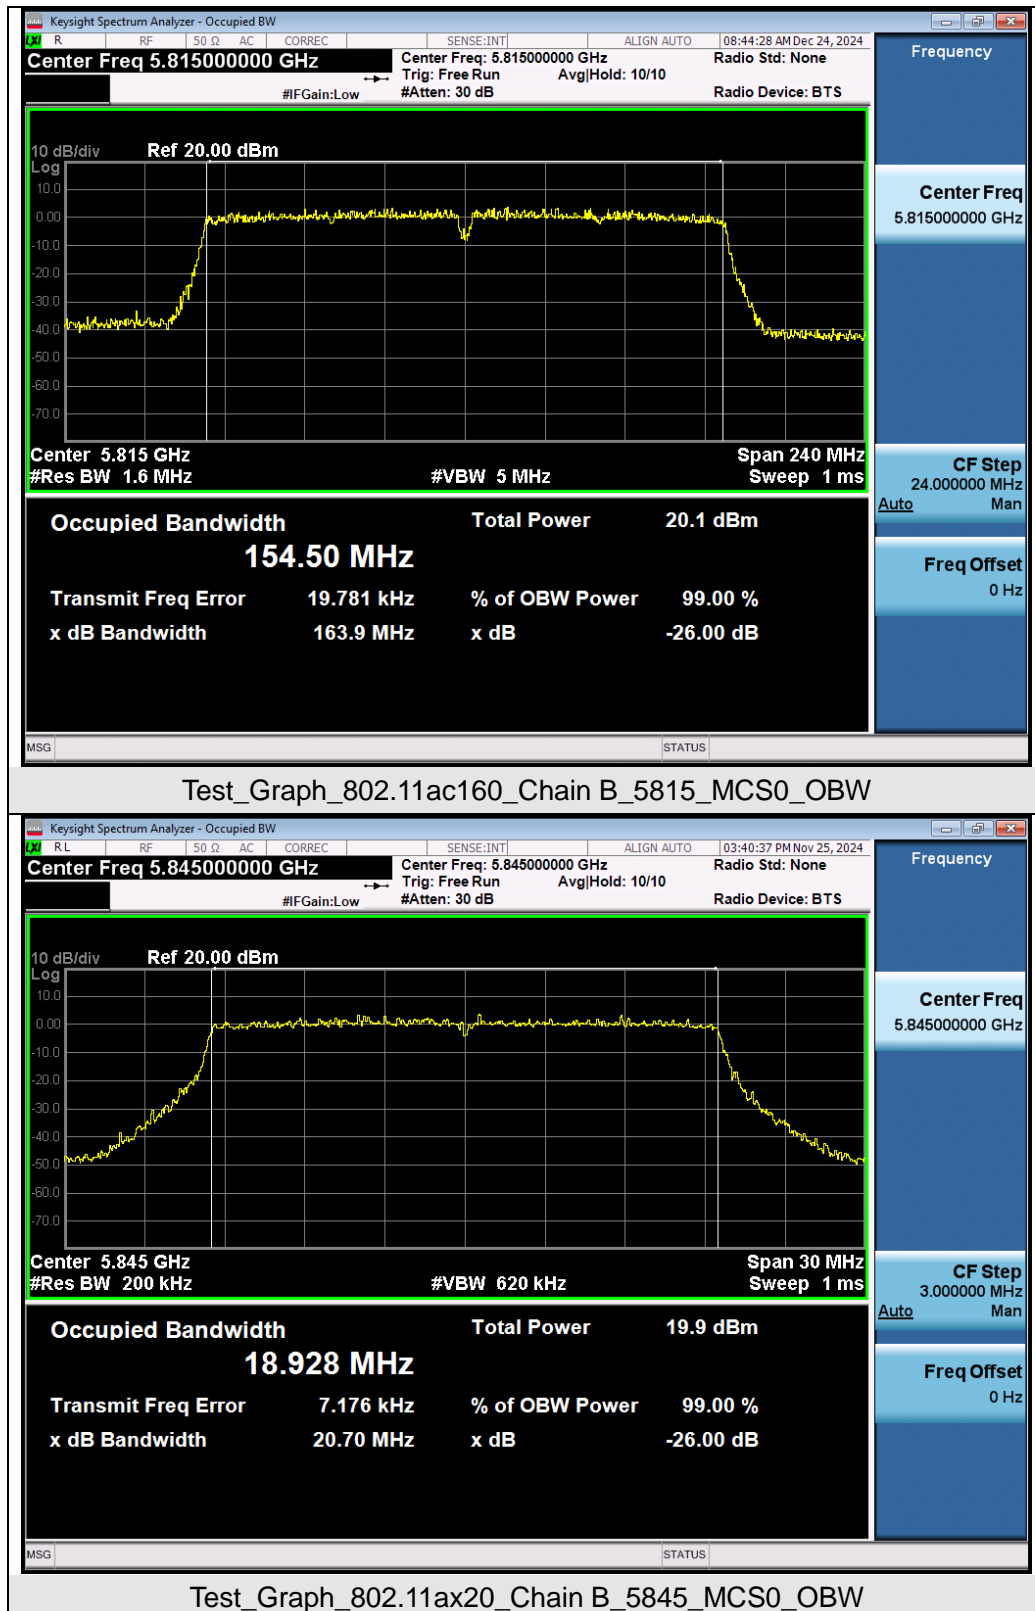 Keysight Spectrum Analyzer - Occupied BW
LXI R RF 50 Ω AC CORREC SENSE:INT ALIGN AUTO 08:44:28 AM Dec 24, 2024
Center Freq 5.815000000 GHz Center Freq: 5.815000000 GHz Radio Std: None
Trig: Free Run Avg|Hold: 10/10
#IFGain:Low #Atten: 30 dB Radio Device: BTS
Frequency
10 dB/div Ref 20.00 dBm
Log
10.0
0.00
-10.0
-20.0
-30.0
-40.0
-50.0
-60.0
-70.0
Center 5.815 GHz Span 240 MHz
#Res BW 1.6 MHz #VBW 5 MHz Sweep 1 ms
Center Freq
5.815000000 GHz
CF Step
24.000000 MHz
Auto Man
Freq Offset
0 Hz
Occupied Bandwidth Total Power 20.1 dBm
154.50 MHz
Transmit Freq Error 19.781 kHz % of OBW Power 99.00 %
x dB Bandwidth 163.9 MHz x dB -26.00 dB
MSG STATUS
Test_Graph_802.11ac160_Chain B_5815_MCS0_OBW
Keysight Spectrum Analyzer - Occupied BW
LXI RL RF 50 Ω AC CORREC SENSE:INT ALIGN AUTO 03:40:37 PM Nov 25, 2024
Center Freq 5.845000000 GHz Center Freq: 5.845000000 GHz Radio Std: None
Trig: Free Run Avg|Hold: 10/10
#IFGain:Low #Atten: 30 dB Radio Device: BTS
Frequency
10 dB/div Ref 20.00 dBm
Log
10.0
0.00
-10.0
-20.0
-30.0
-40.0
-50.0
-60.0
-70.0
Center 5.845 GHz Span 30 MHz
#Res BW 200 kHz #VBW 620 kHz Sweep 1 ms
Center Freq
5.845000000 GHz
CF Step
3.000000 MHz
Auto Man
Freq Offset
0 Hz
Occupied Bandwidth Total Power 19.9 dBm
18.928 MHz
Transmit Freq Error 7.176 kHz % of OBW Power 99.00 %
x dB Bandwidth 20.70 MHz x dB -26.00 dB
MSG STATUS
Test_Graph_802.11ax20_Chain B_5845_MCS0_OBW